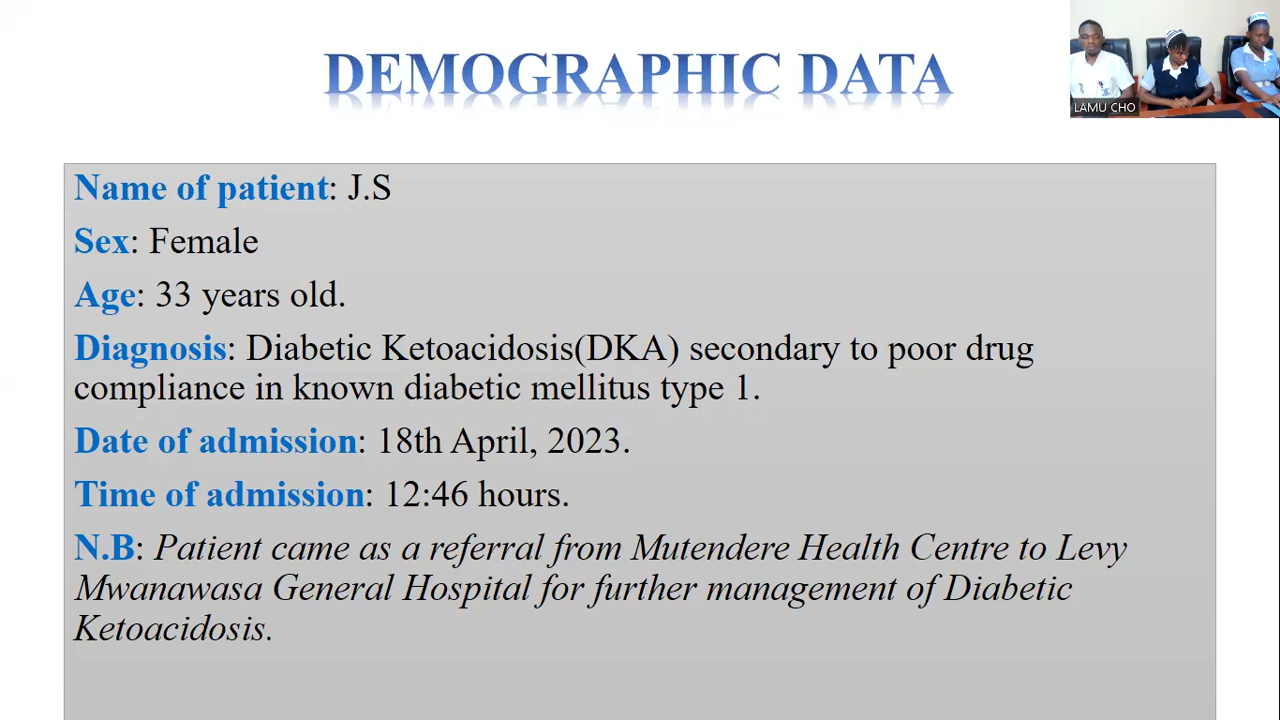 DEMOGRAPHIC DATA
LAMU CHO
Name of patient: J.S
Sex: Female
Age: 33 years old.
Diagnosis: Diabetic Ketoacidosis(DKA) secondary to poor drug
compliance in known diabetic mellitus type 1.
Date of admission: 18th April, 2023.
Time of admission: 12:46 hours.
N.B: Patient came as a referral from Mutendere Health Centre to Levy
Mwanawasa General Hospital for further management of Diabetic
Ketoacidosis.